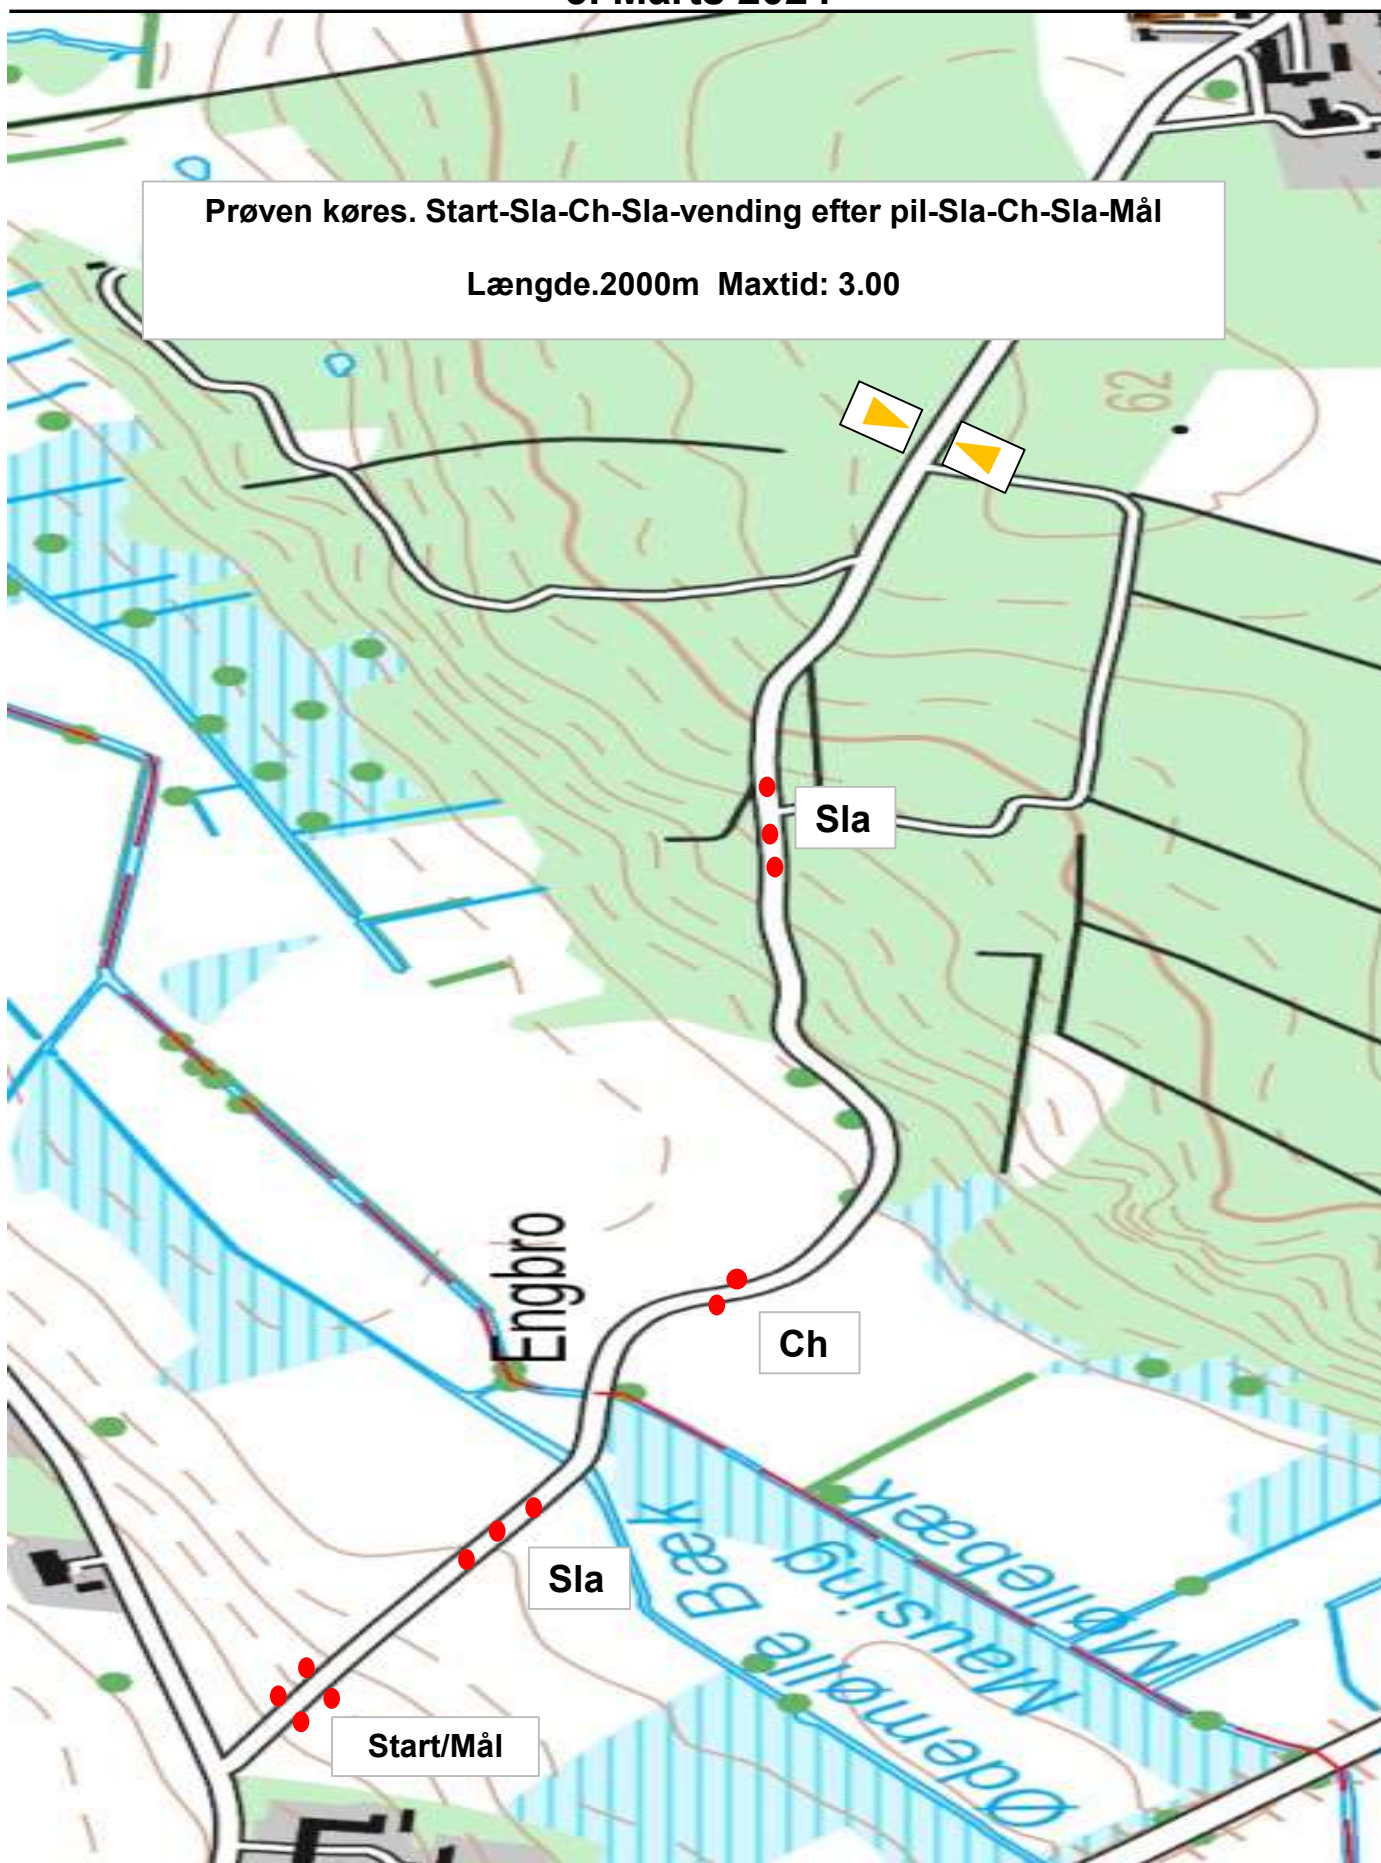 Prøven køres. Start-Sla-Ch-Sla-vending efter pil-Sla-Ch-Sla-Mål
Længde.2000m Maxtid: 3.00
62
Sla
Engbro
Ch
Sla
Mausing
Møllebæk
Ødemølle Bæk
Start/Mål